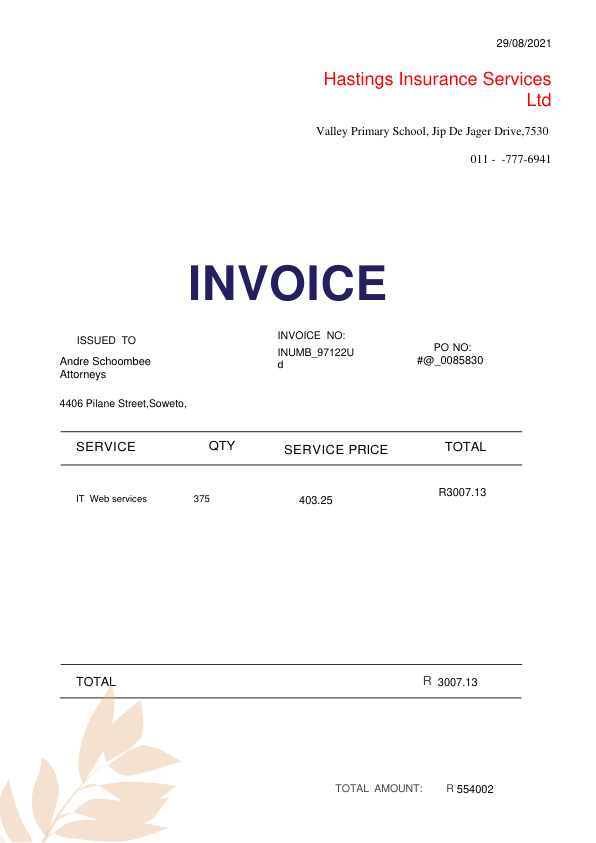 29/08/2021
Hastings Insurance Services
Ltd
Valley Primary School, Jip De Jager Drive,7530
011 - -777-6941
INVOICE
ISSUED TO
Andre Schoombee
Attorneys
4406 Pilane Street,Soweto,
INVOICE NO:
INUMB_97122U
d
PO NO:
#@_0085830
SERVICE QTY SERVICE PRICE TOTAL
IT Web services 375 403.25 R3007.13
TOTAL R 3007.13
TOTAL AMOUNT: R 554002